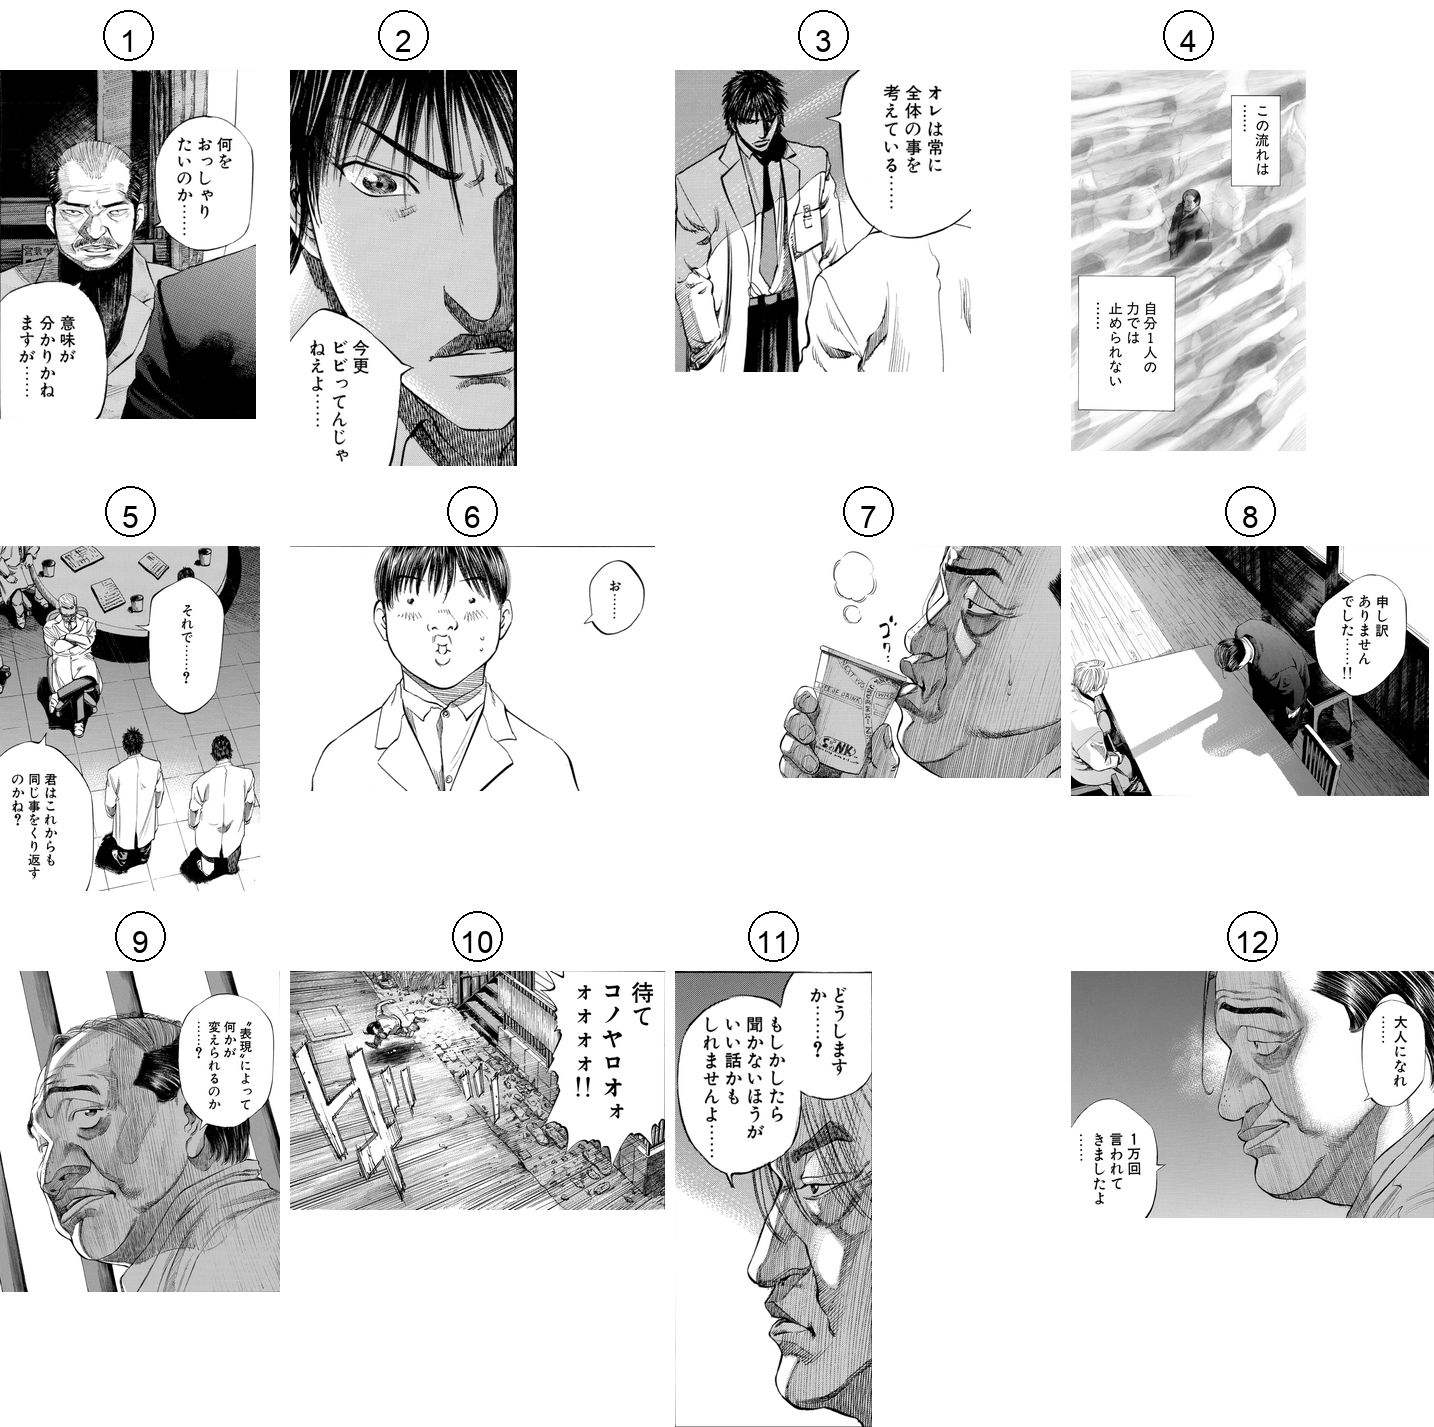 1
何を
おっしゃり
たいのか……
意味が
分かりかね
ますが……
2
今更
ビビってんじゃ
ねえよ……
3
オレは常に
全体の事を
考えている……
4
この流れは
……
自分1人の
力では
止められない
……
5
それで……?
君はこれからも
同じ事をくり返す
のかね?
6
お……
7
ゴク…
8
申し訳
ありません
でした……!!
9
“表現”によって
何かが
変えられるのか
……?
10
待て
コノヤロオォ
ォォォォォ!!
11
どうします
か……?
もしかしたら
聞かないほうが
いい話かも
しれませんよ……
12
大人になれ
……
1万回
言われて
きましたよ
……